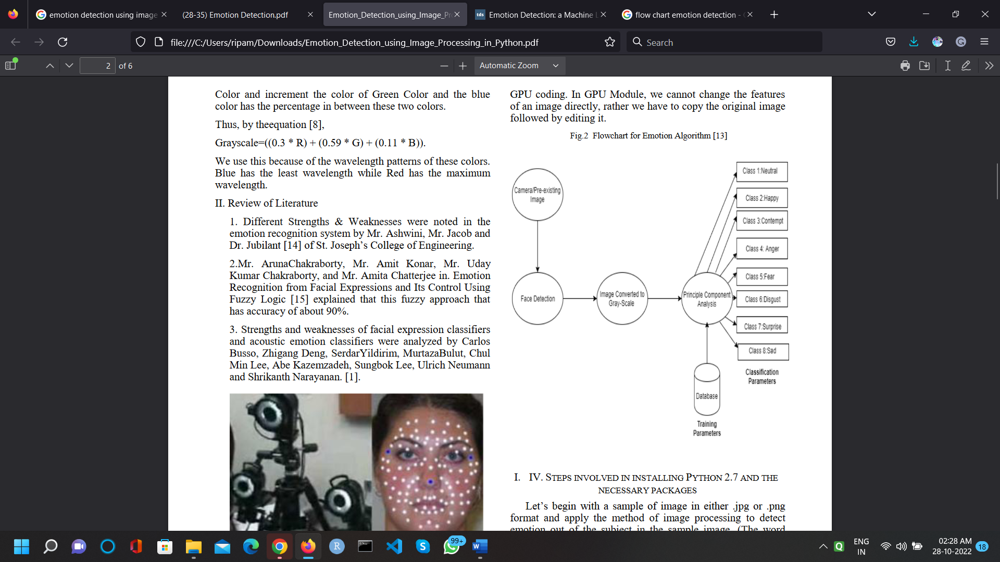 emotion detection using image
(28-35) Emotion Detection.pdf
Emotion_Detection_using_Image_Pr
tds Emotion Detection: a Machine L
flow chart emotion detection -
file:///C:/Users/ripam/Downloads/Emotion_Detection_using_Image_Processing_in_Python.pdf
Search
2 of 6
Automatic Zoom
Color and increment the color of Green Color and the blue
color has the percentage in between these two colors.
Thus, by theequation [8],
Grayscale=((0.3 * R) + (0.59 * G) + (0.11 * B)).
We use this because of the wavelength patterns of these colors.
Blue has the least wavelength while Red has the maximum
wavelength.
II. Review of Literature
1. Different Strengths & Weaknesses were noted in the
emotion recognition system by Mr. Ashwini, Mr. Jacob and
Dr. Jubilant [14] of St. Joseph’s College of Engineering.
2.Mr. ArunaChakraborty, Mr. Amit Konar, Mr. Uday
Kumar Chakraborty, and Mr. Amita Chatterjee in. Emotion
Recognition from Facial Expressions and Its Control Using
Fuzzy Logic [15] explained that this fuzzy approach that
has accuracy of about 90%.
3. Strengths and weaknesses of facial expression classifiers
and acoustic emotion classifiers were analyzed by Carlos
Busso, Zhigang Deng, SerdarYildirim, MurtazaBulut, Chul
Min Lee, Abe Kazemzadeh, Sungbok Lee, Ulrich Neumann
and Shrikanth Narayanan. [1].
GPU coding. In GPU Module, we cannot change the features
of an image directly, rather we have to copy the original image
followed by editing it.
Fig.2 Flowchart for Emotion Algorithm [13]
Camera/Pre-existing
Image
Face Detection
Image Converted to
Gray-Scale
Principle Component
Analysis
Class 1:Neutral
Class 2:Happy
Class 3:Contempt
Class 4: Anger
Class 5:Fear
Class 6:Disgust
Class 7:Surprise
Class 8:Sad
Classification
Parameters
Database
Training
Parameters
I. IV. STEPS INVOLVED IN INSTALLING PYTHON 2.7 AND THE
NECESSARY PACKAGES
Let’s begin with a sample of image in either .jpg or .png
format and apply the method of image processing to detect
emotion out of the subject in the sample image. (The word
99+
ENG
IN
02:28 AM
28-10-2022
18